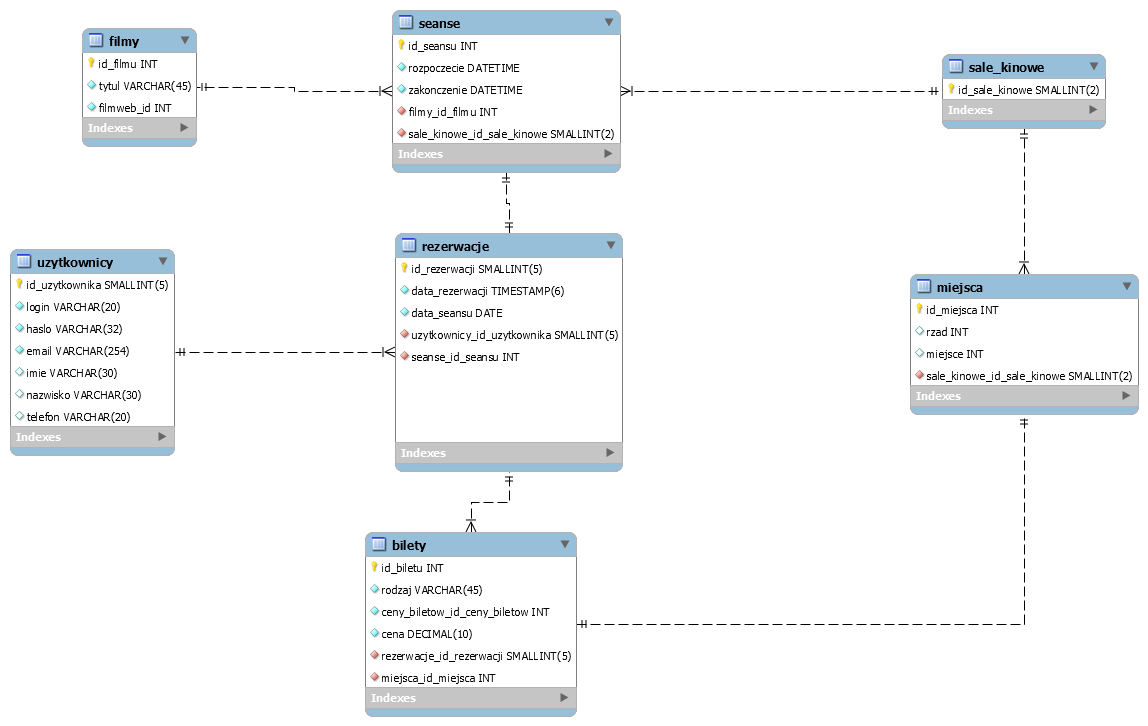 filmy
id_filmu INT
tytul VARCHAR(45)
filmweb_id INT
Indexes
seanse
id_seansu INT
rozpoczecie DATETIME
zakonczenie DATETIME
filmy_id_filmu INT
sale_kinowe_id_sale_kinowe SMALLINT(2)
Indexes
sale_kinowe
id_sale_kinowe SMALLINT(2)
Indexes
uzytkownicy
id_uzytkownika SMALLINT(5)
login VARCHAR(20)
haslo VARCHAR(32)
email VARCHAR(254)
imie VARCHAR(30)
nazwisko VARCHAR(30)
telefon VARCHAR(20)
Indexes
rezerwacje
id_rezerwacji SMALLINT(5)
data_rezerwacji TIMESTAMP(6)
data_seansu DATE
uzytkownicy_id_uzytkownika SMALLINT(5)
seanse_id_seansu INT
Indexes
miejsca
id_miejsca INT
rzad INT
miejsce INT
sale_kinowe_id_sale_kinowe SMALLINT(2)
Indexes
bilety
id_biletu INT
rodzaj VARCHAR(45)
ceny_biletow_id_ceny_biletow INT
cena DECIMAL(10)
rezerwacje_id_rezerwacji SMALLINT(5)
miejsca_id_miejsca INT
Indexes